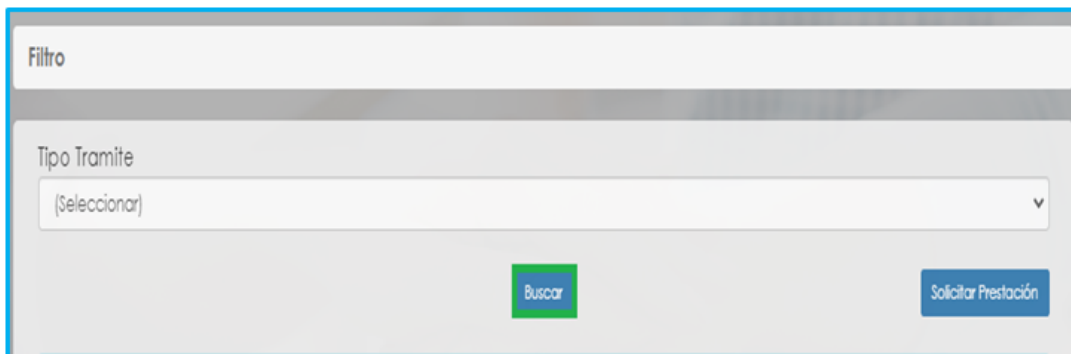 Filtro
Tipo Tramite
(Seleccionar)
Buscar
Solicitar Prestación